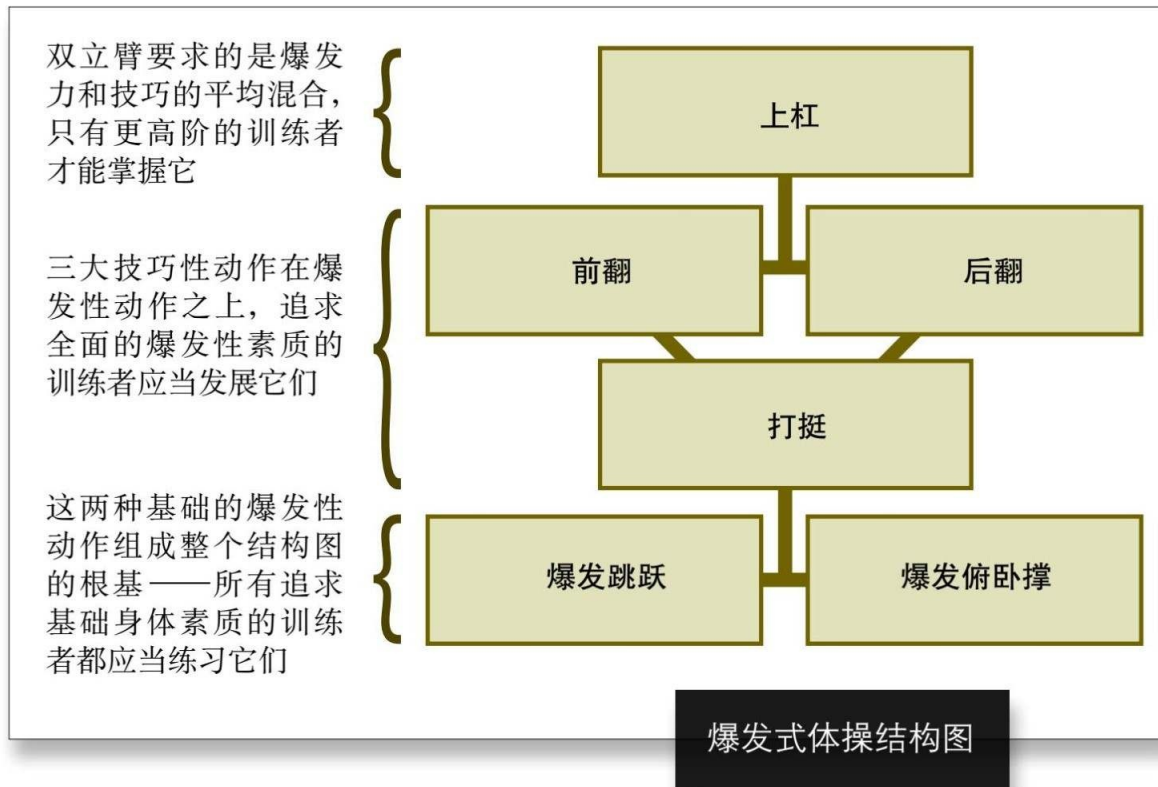 双立臂要求的是爆发
力和技巧的平均混合，
只有更高阶的训练者
才能掌握它
上杠
三大技巧性动作在爆
发性动作之上，追求
全面的爆发性素质的
训练者应当发展它们
前翻
后翻
打挺
这两种基础的爆发性
动作组成整个结构图
的根基——所有追求
基础身体素质的训练
者都应当练习它们
爆发跳跃
爆发俯卧撑
爆发式体操结构图